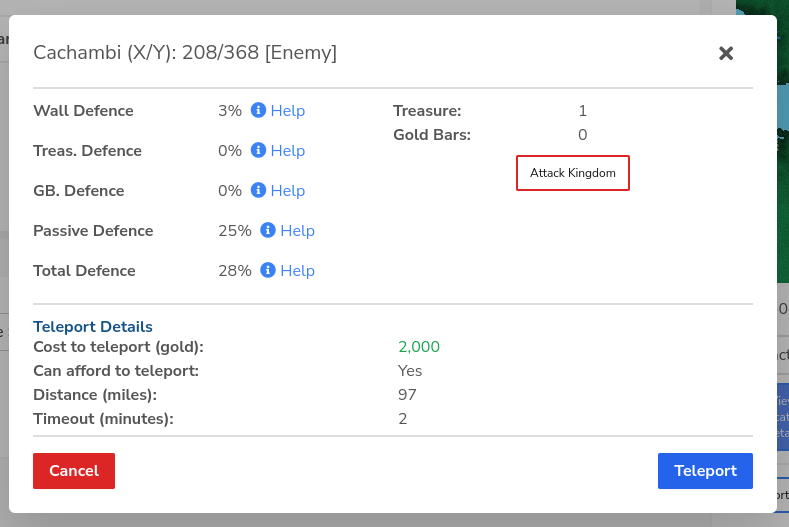 Cachambi (X/Y): 208/368 [Enemy]
Wall Defence 3% Help
Treas. Defence 0% Help
GB. Defence 0% Help
Passive Defence 25% Help
Total Defence 28% Help
Treasure: 1
Gold Bars: 0
Attack Kingdom
Teleport Details
Cost to teleport (gold): 2,000
Can afford to teleport: Yes
Distance (miles): 97
Timeout (minutes): 2
Cancel
Teleport